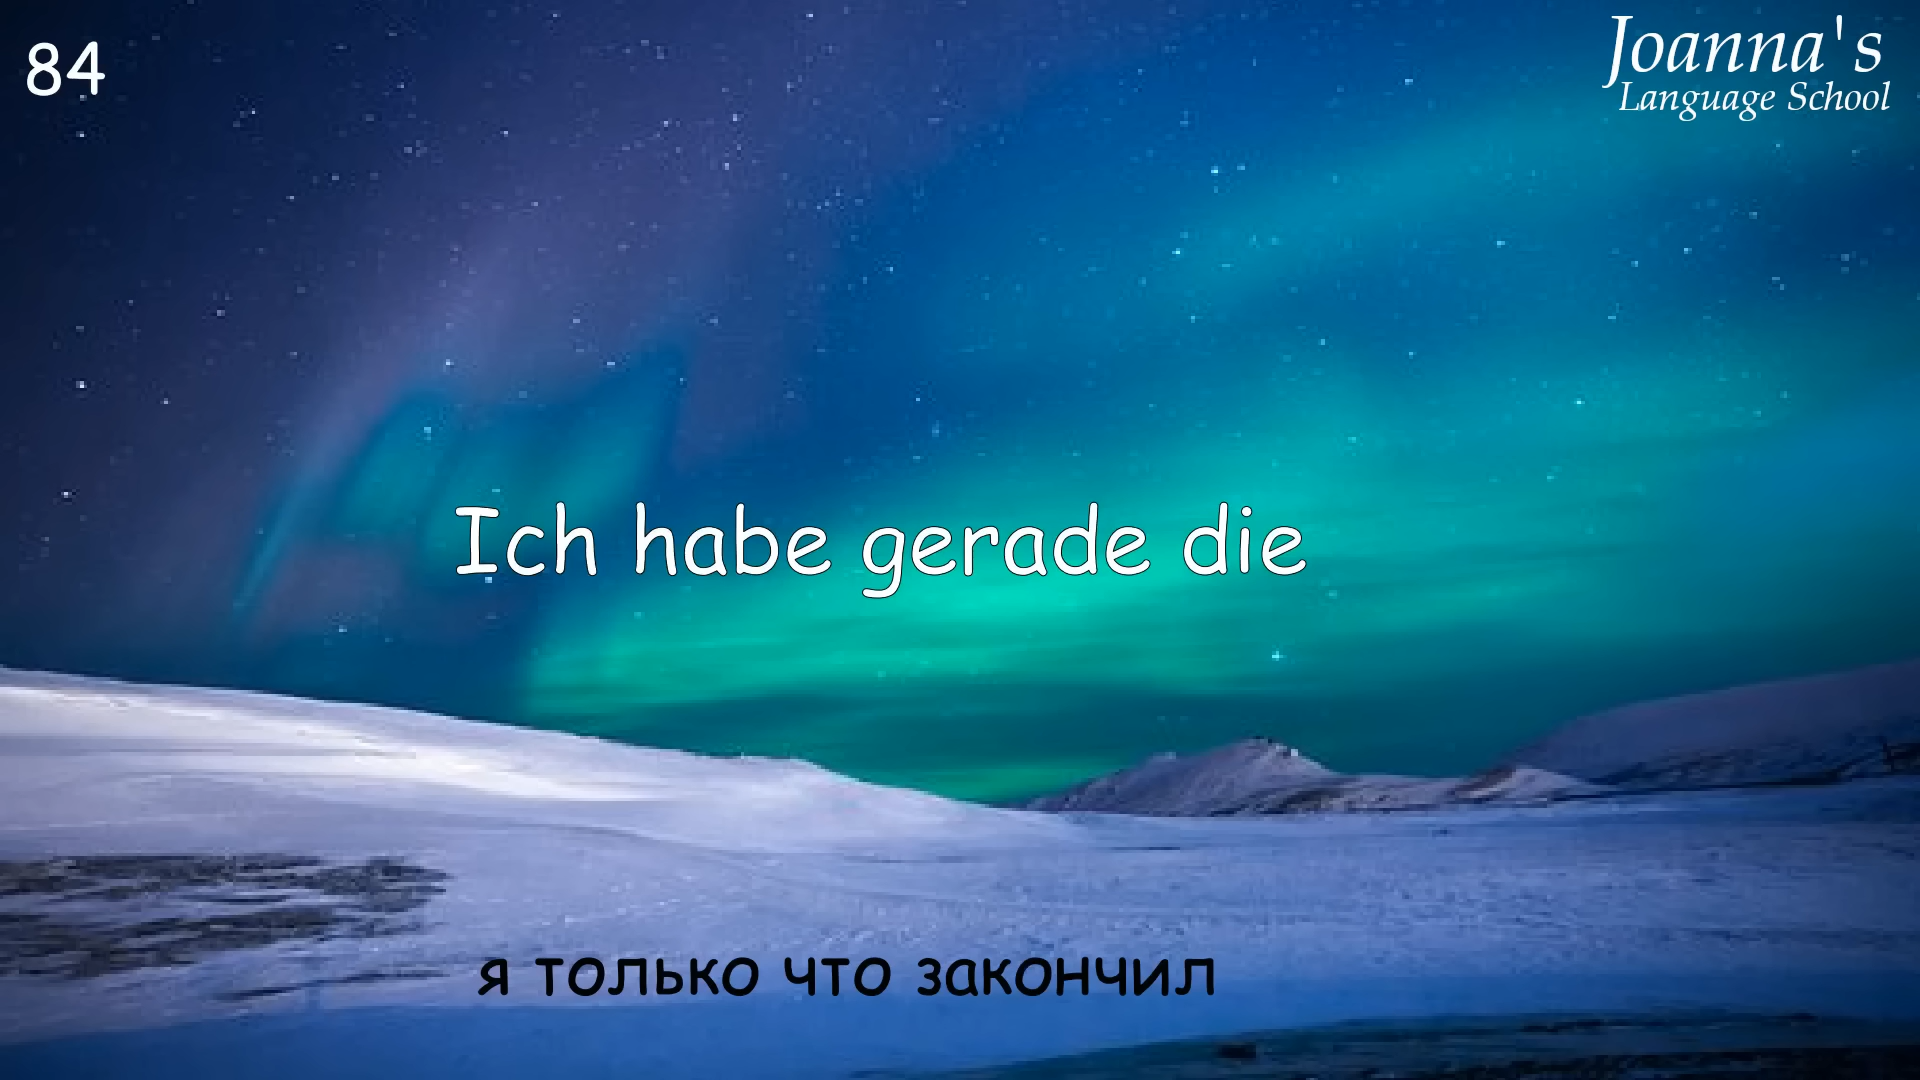 84
Joanna's
Language School
Ich habe gerade die
я только что закончил